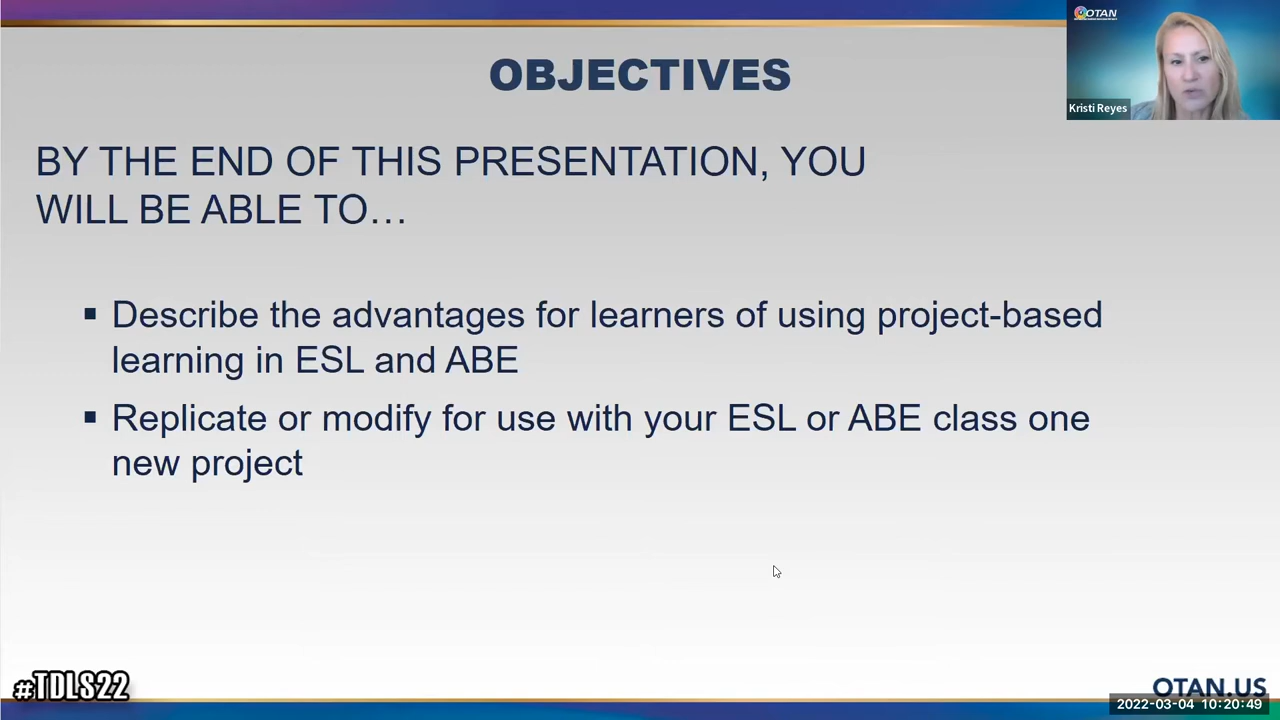 OTAN
Kristi Reyes
OBJECTIVES
BY THE END OF THIS PRESENTATION, YOU
WILL BE ABLE TO…
▪ Describe the advantages for learners of using project-based
learning in ESL and ABE
▪ Replicate or modify for use with your ESL or ABE class one
new project
#TDLS22
OTAN.US
2022-03-04 10:20:49